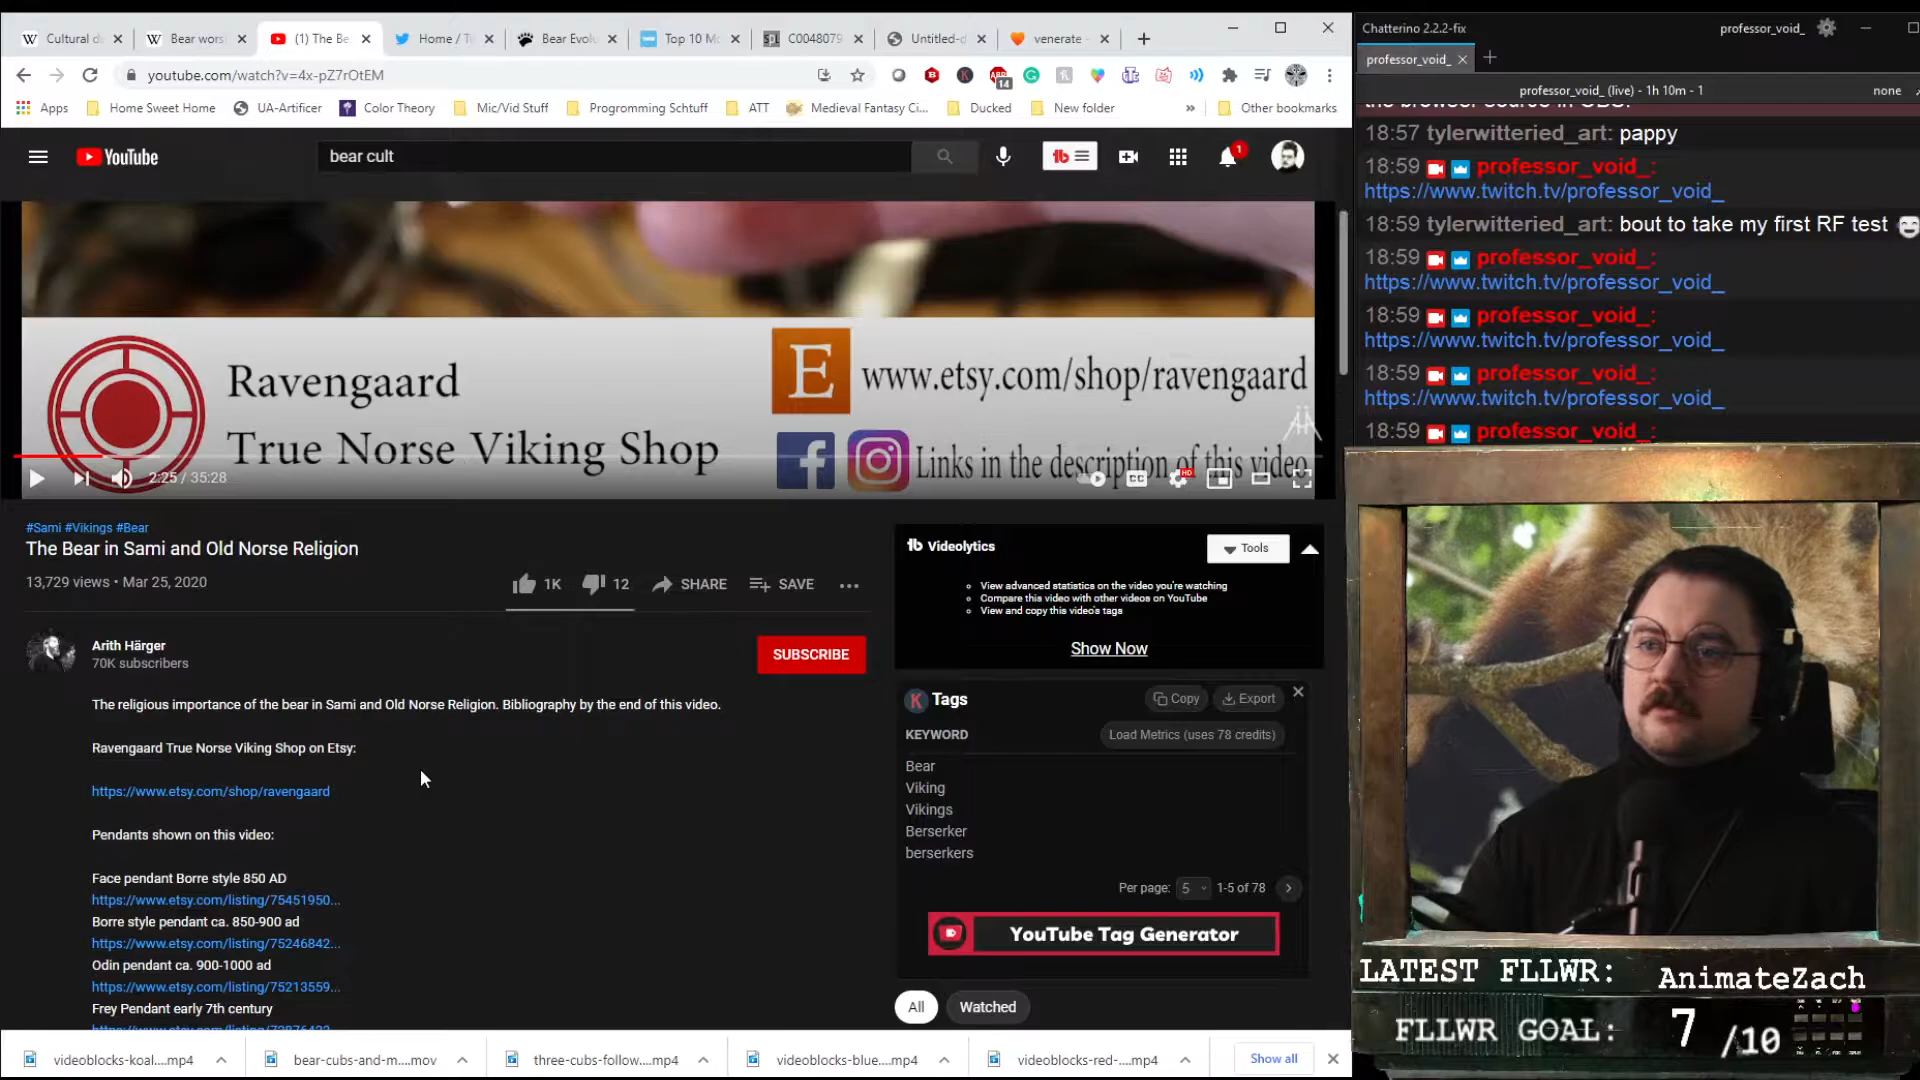 Cultural d
Bear wors
(1) The Be
Home / T
Bear Evol
Top 10 M
C0048079
Untitled-
venerate
youtube.com/watch?v=4x-pZ7rOtEM
14
Apps
Home Sweet Home
UA-Artificer
Color Theory
Mic/Vid Stuff
Programming Schtuff
ATT
Medieval Fantasy Ci...
Ducked
New folder
»
Other bookmarks
YouTube
bear cult
1
Ravengaard
True Norse Viking Shop
www.etsy.com/shop/ravengaard
Links in the description of this video
2:25 / 35:28
#Sami #Vikings #Bear
The Bear in Sami and Old Norse Religion
13,729 views • Mar 25, 2020
1K
12
SHARE
SAVE
Arith Härger
70K subscribers
SUBSCRIBE
The religious importance of the bear in Sami and Old Norse Religion. Bibliography by the end of this video.
Ravengaard True Norse Viking Shop on Etsy:
https://www.etsy.com/shop/ravengaard
Pendants shown on this video:
Face pendant Borre style 850 AD
https://www.etsy.com/listing/75451950...
Borre style pendant ca. 850-900 ad
https://www.etsy.com/listing/75246842...
Odin pendant ca. 900-1000 ad
https://www.etsy.com/listing/75213559...
Frey Pendant early 7th century
Videolytics
Tools
View advanced statistics on the video you're watching
Compare this video with other videos on YouTube
View and copy this video's tags
Show Now
K Tags
Copy
Export
KEYWORD
Load Metrics (uses 78 credits)
Bear
Viking
Vikings
Berserker
berserkers
Per page: 5
1-5 of 78
YouTube Tag Generator
All
Watched
videoblocks-koal....mp4
bear-cubs-and-m....mov
three-cubs-follow....mp4
videoblocks-blue....mp4
videoblocks-red-....mp4
Show all
Chatterino 2.2.2-fix
professor_void_
professor_void_
professor_void_ (live) - 1h 10m - 1
none
the browser source in OBS.
18:57 tylerwitteried_art: pappy
18:59 professor_void_:
https://www.twitch.tv/professor_void_
18:59 tylerwitteried_art: bout to take my first RF test
18:59 professor_void_:
https://www.twitch.tv/professor_void_
18:59 professor_void_:
https://www.twitch.tv/professor_void_
18:59 professor_void_:
https://www.twitch.tv/professor_void_
18:59 professor_void_:
LATEST FLLWR: AnimateZach
FLLWR GOAL: 7 /10